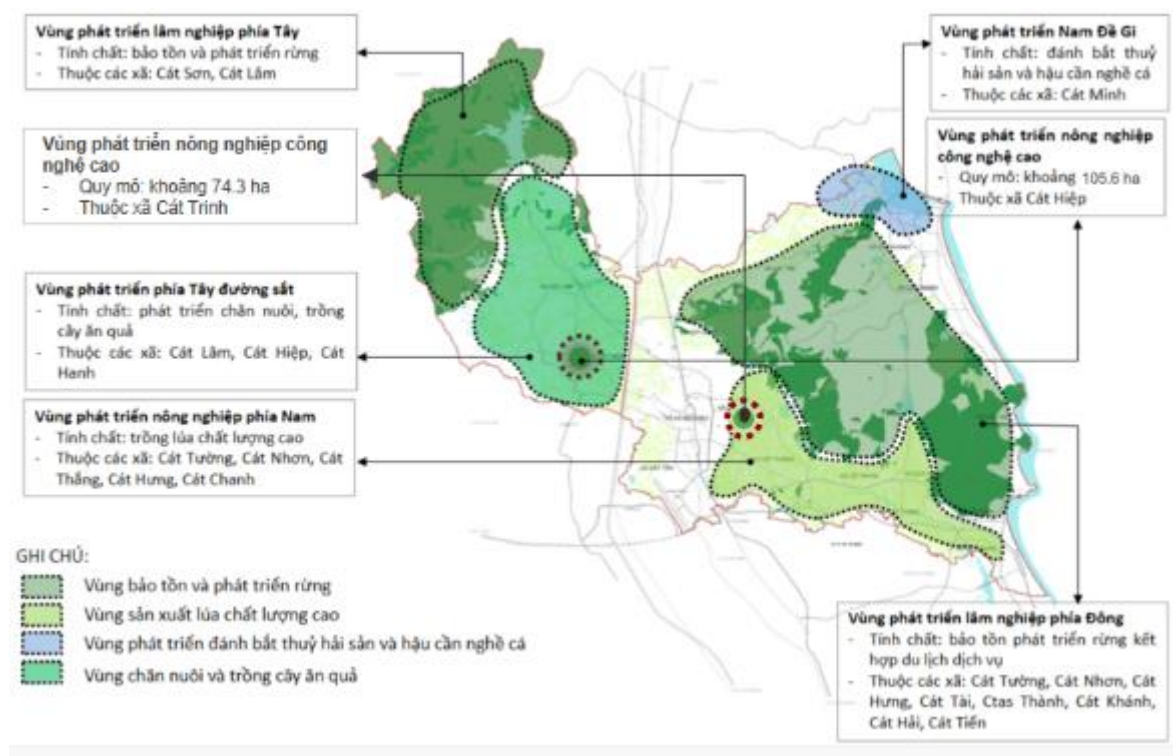 Vùng phát triển lâm nghiệp phía Tây
- Tính chất: bảo tồn và phát triển rừng
- Thuộc các xã: Cát Sơn, Cát Lâm
Vùng phát triển nông nghiệp công
nghệ cao
- Quy mô: khoảng 74.3 ha
- Thuộc xã Cát Trinh
Vùng phát triển phía Tây đường sắt
- Tính chất: phát triển chăn nuôi, trồng
cây ăn quả
- Thuộc các xã: Cát Lâm, Cát Hiệp, Cát
Hanh
Vùng phát triển nông nghiệp phía Nam
- Tính chất: trồng lúa chất lượng cao
- Thuộc các xã: Cát Tường, Cát Nhơn, Cát
Thắng, Cát Hưng, Cát Chanh
Vùng phát triển Nam Đề Gi
- Tính chất: đánh bắt thuỷ
hải sản và hậu cần nghề cá
- Thuộc các xã: Cát Minh
Vùng phát triển nông nghiệp
công nghệ cao
- Quy mô: khoảng 105.6 ha
- Thuộc xã Cát Hiệp
GHI CHÚ:
Vùng bảo tồn và phát triển rừng
Vùng sản xuất lúa chất lượng cao
Vùng phát triển đánh bắt thuỷ hải sản và hậu cần nghề cá
Vùng chăn nuôi và trồng cây ăn quả
Vùng phát triển lâm nghiệp phía Đông
- Tính chất: bảo tồn phát triển rừng kết
hợp du lịch dịch vụ
- Thuộc các xã: Cát Tường, Cát Nhơn, Cát
Hưng, Cát Tài, Ctas Thành, Cát Khánh,
Cát Hải, Cát Tiến